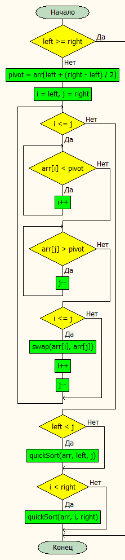 Начало
left >= right
Да
Нет
pivot = arr[left + (right - left) / 2]
i = left, j = right
i <= j
Нет
Да
arr[i] < pivot
Нет
Да
i++
arr[j] > pivot
Нет
Да
j--
i <= j
Нет
Да
swap(arr[i], arr[j])
i++
j--
left < j
Нет
Да
quickSort(arr, left, j)
i < right
Нет
Да
quickSort(arr, i, right)
Конец